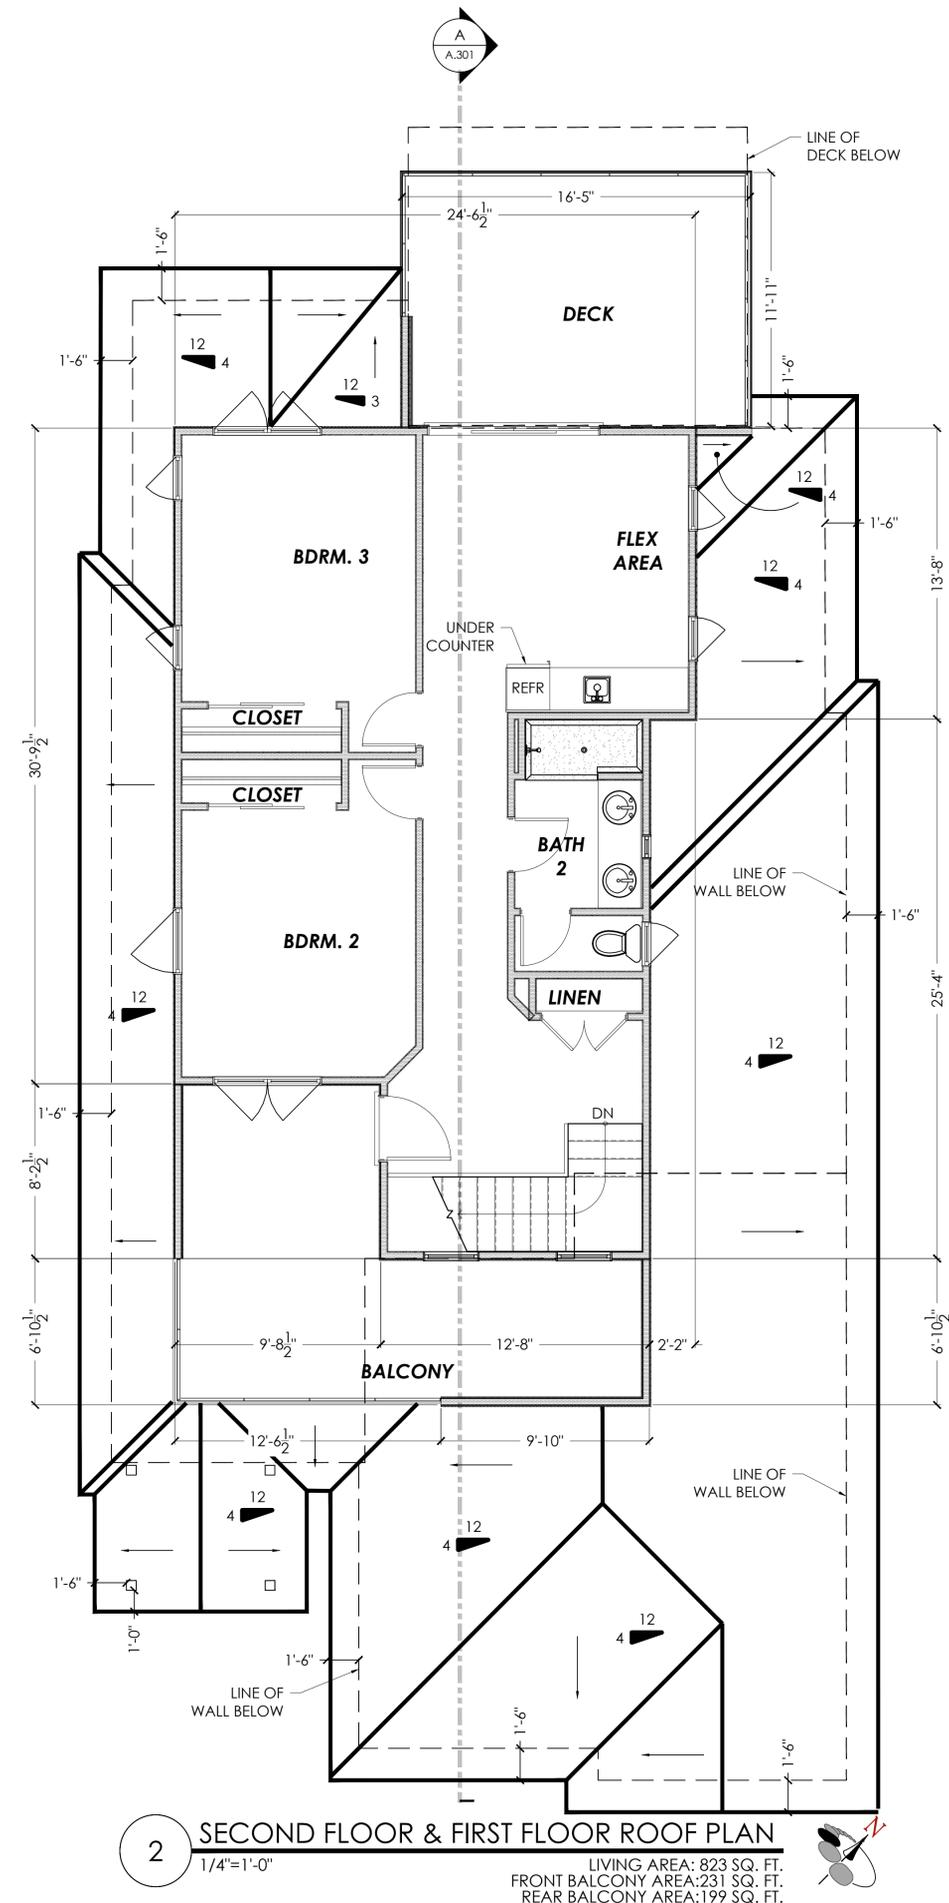 A
A.301
LINE OF
DECK BELOW
16'-5"
24'-6 1/2"
1'-6"
DECK
11'-11"
12
4
12
3
1'-6"
1'-6"
12
4
1'-6"
FLEX
AREA
BDRM. 3
12
4
13'-8"
UNDER
COUNTER
REFR
CLOSET
30'-9 1/2"
CLOSET
BATH
2
LINE OF
WALL BELOW
1'-6"
BDRM. 2
25'-4"
LINEN
12
4
12
4
1'-6"
DN
8'-2 1/2"
6'-10 1/2"
6'-10 1/2"
9'-8 1/2"
12'-8"
2'-2"
BALCONY
12'-6 1/2"
9'-10"
LINE OF
WALL BELOW
12
4
12
4
1'-6"
1'-0"
12
4
1'-6"
LINE OF
WALL BELOW
1'-6"
1'-6"
2
SECOND FLOOR & FIRST FLOOR ROOF PLAN
1/4"=1'-0"
LIVING AREA: 823 SQ. FT.
FRONT BALCONY AREA:231 SQ. FT.
REAR BALCONY AREA:199 SQ. FT.
N